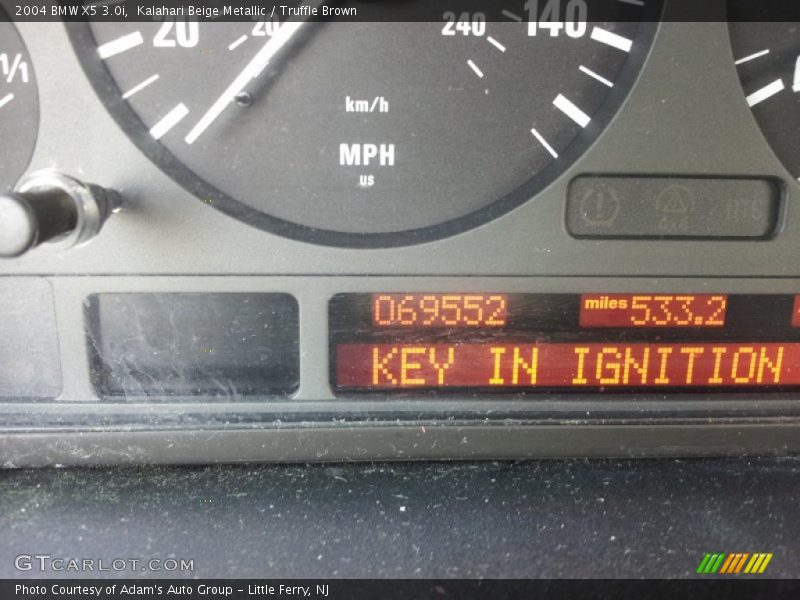 2004 BMW X5 3.0i,  Kalahari Beige Metallic / Truffle Brown
20 20 240 140
km/h
MPH
us
069552 miles 533.2
KEY IN IGNITION
GTCARLOT.COM
Photo Courtesy of Adam's Auto Group - Little Ferry, NJ